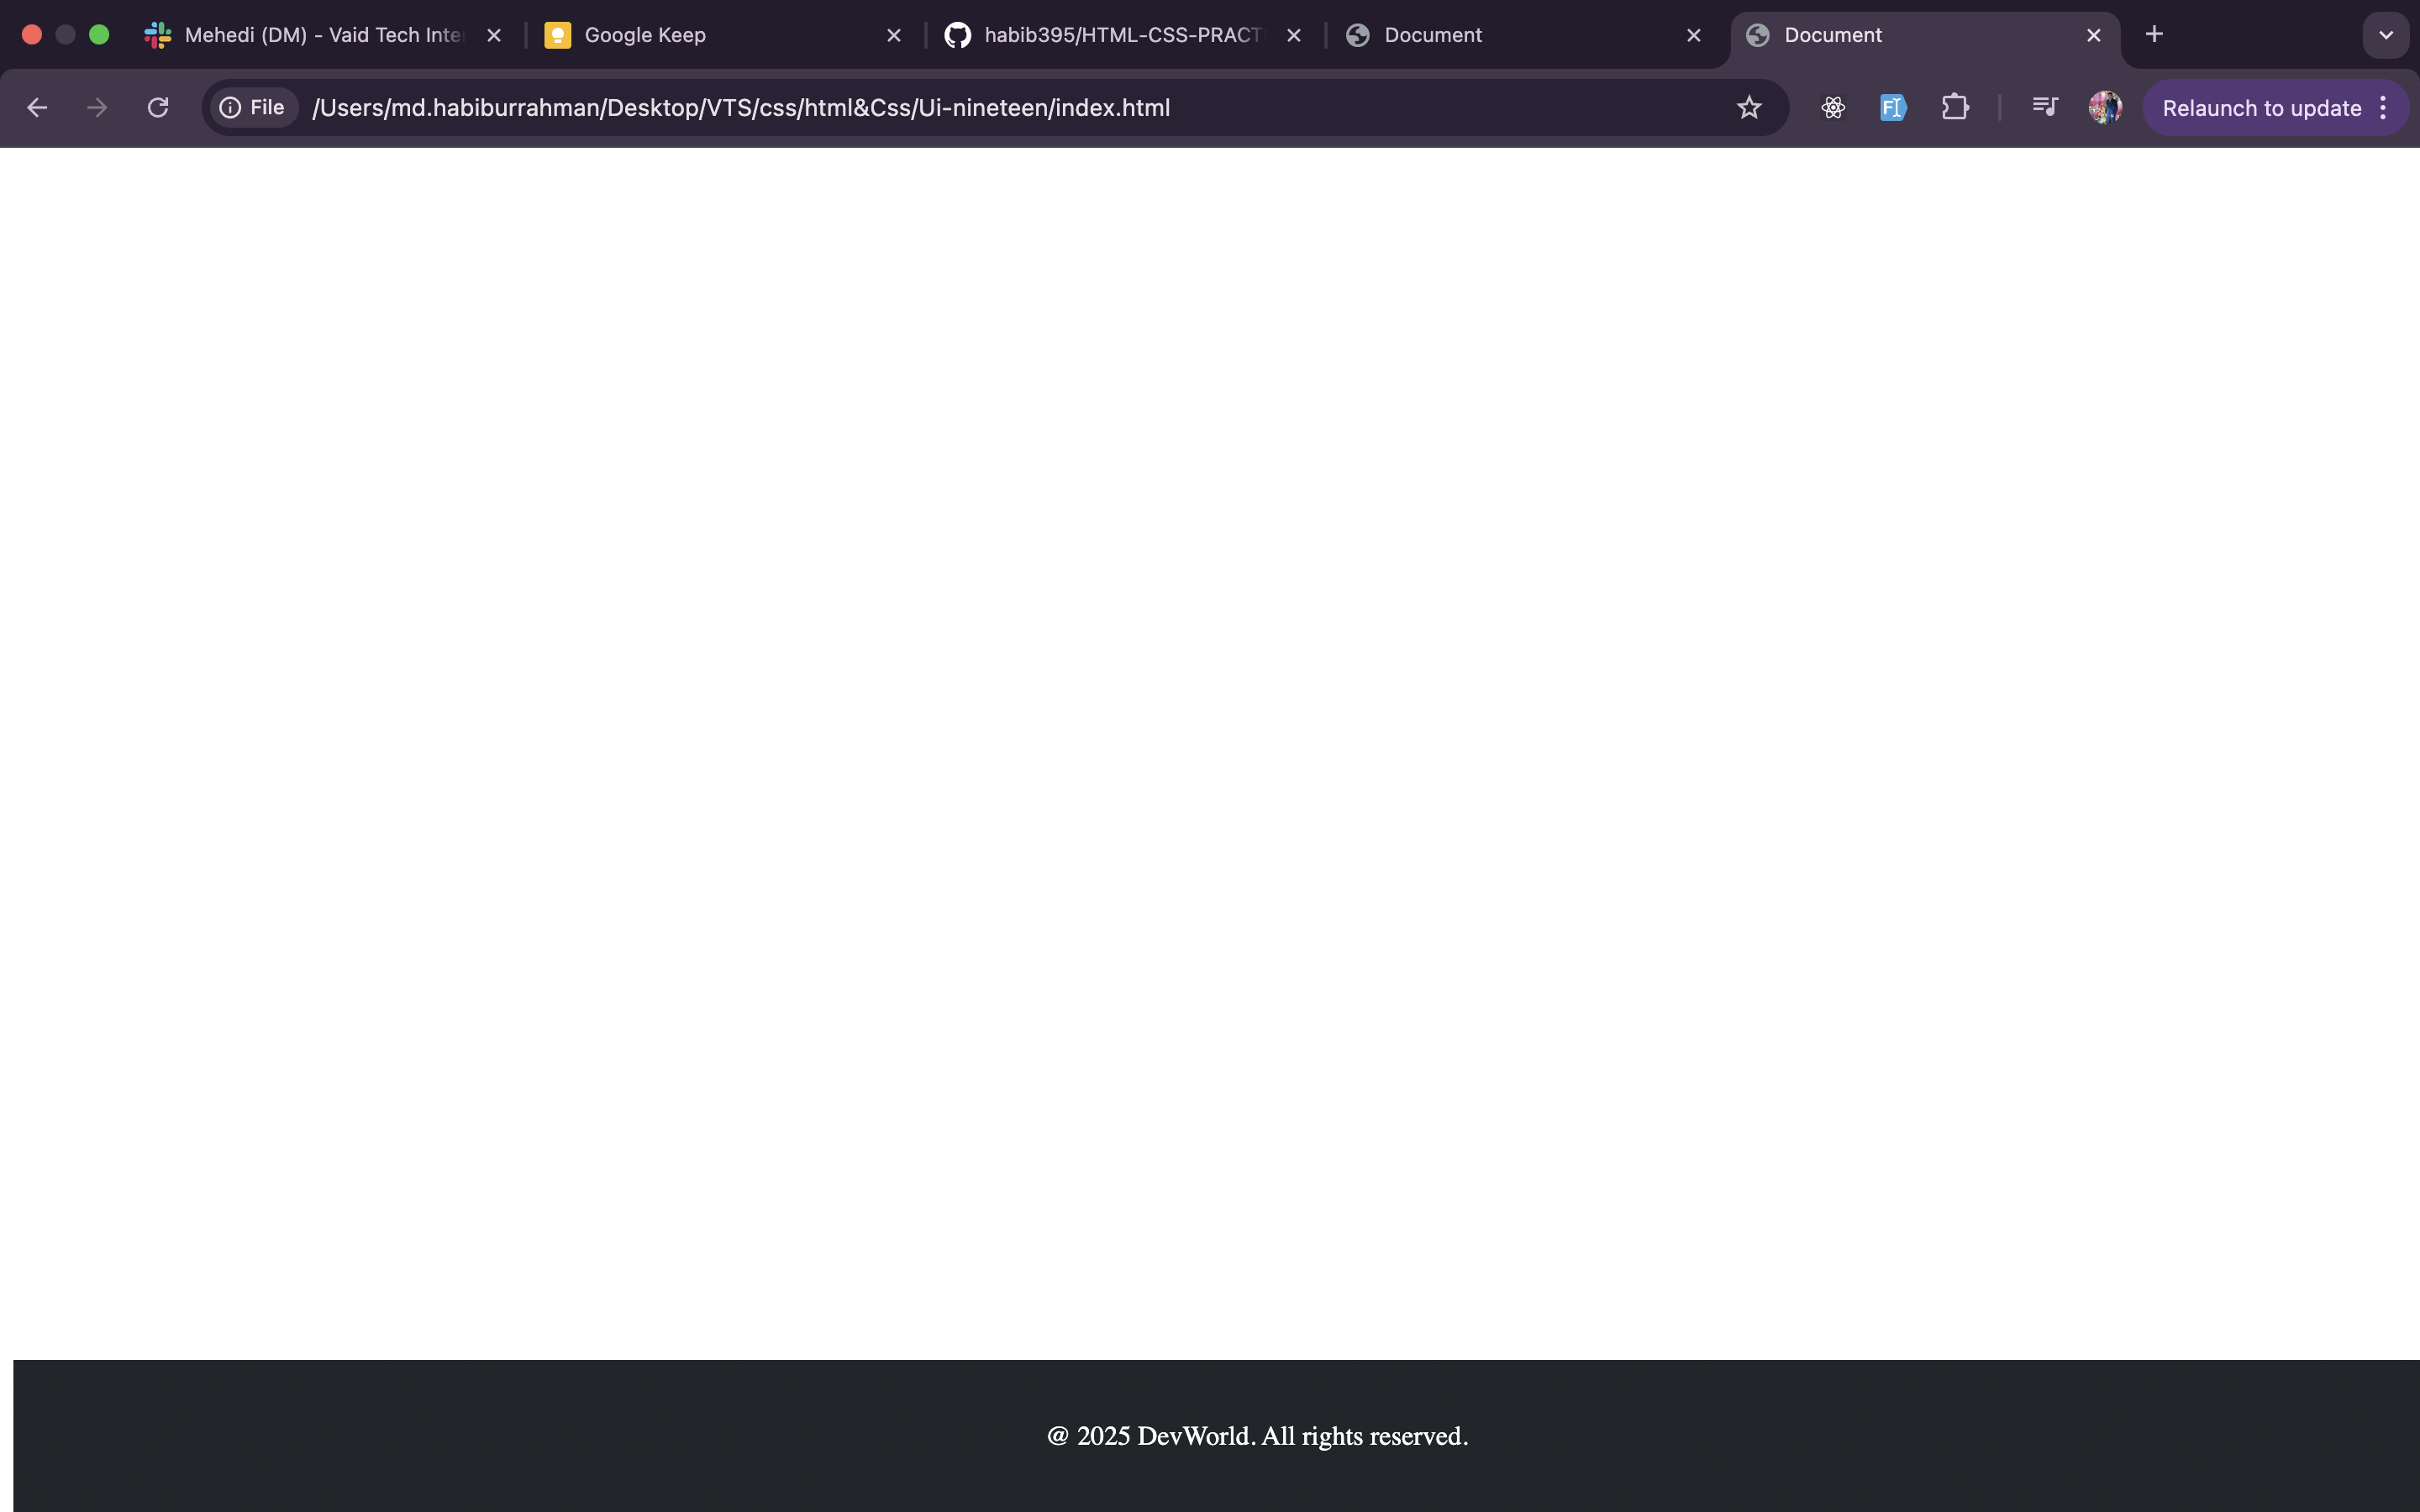 Mehedi (DM) - Vaid Tech Inte
Google Keep
habib395/HTML-CSS-PRACT
Document
Document
File
/Users/md.habiburrahman/Desktop/VTS/css/html&Css/Ui-nineteen/index.html
FI
Relaunch to update
@ 2025 DevWorld. All rights reserved.